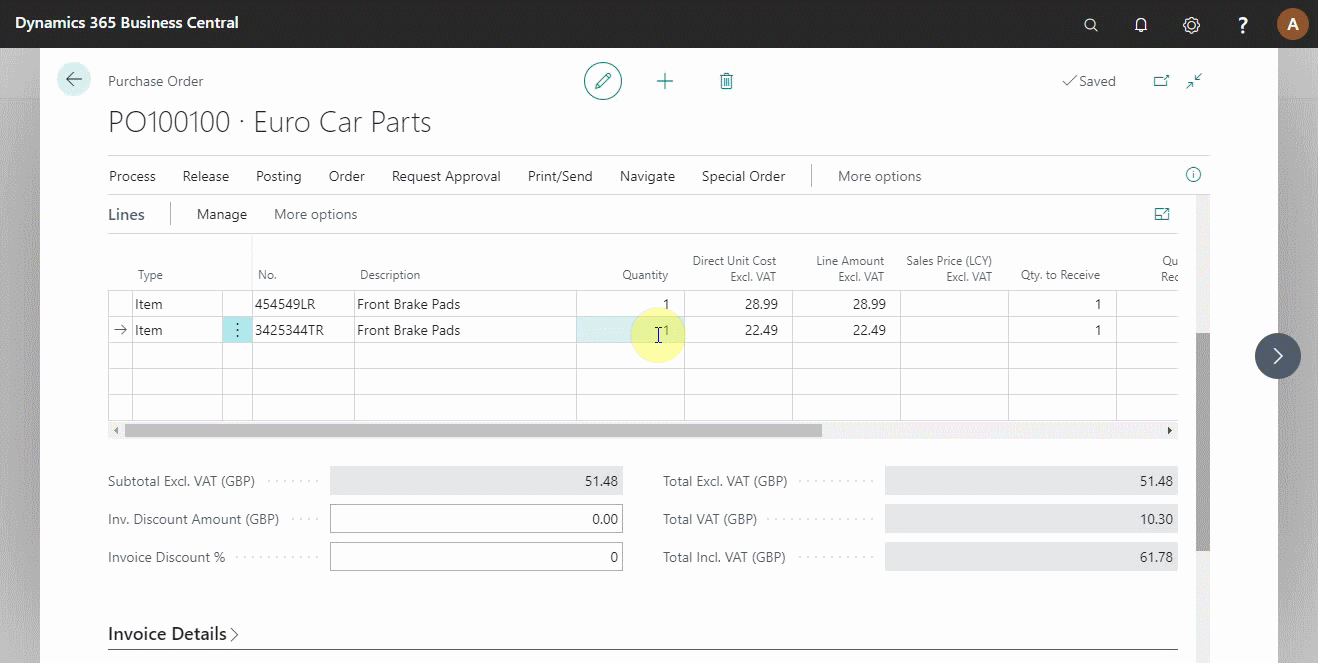 Dynamics 365 Business Central
?
A
Purchase Order
Saved
PO100100 · Euro Car Parts
Process Release Posting Order Request Approval Print/Send Navigate Special Order More options
Lines Manage More options
Type No. Description Quantity Direct Unit Cost Excl. VAT Line Amount Excl. VAT Sales Price (LCY) Excl. VAT Qty. to Receive Qu Rec
Item 454549LR Front Brake Pads 1 28.99 28.99 1
Item 3425344TR Front Brake Pads 1 22.49 22.49 1
Subtotal Excl. VAT (GBP) 51.48 Total Excl. VAT (GBP) 51.48
Inv. Discount Amount (GBP) 0.00 Total VAT (GBP) 10.30
Invoice Discount % 0 Total Incl. VAT (GBP) 61.78
Invoice Details